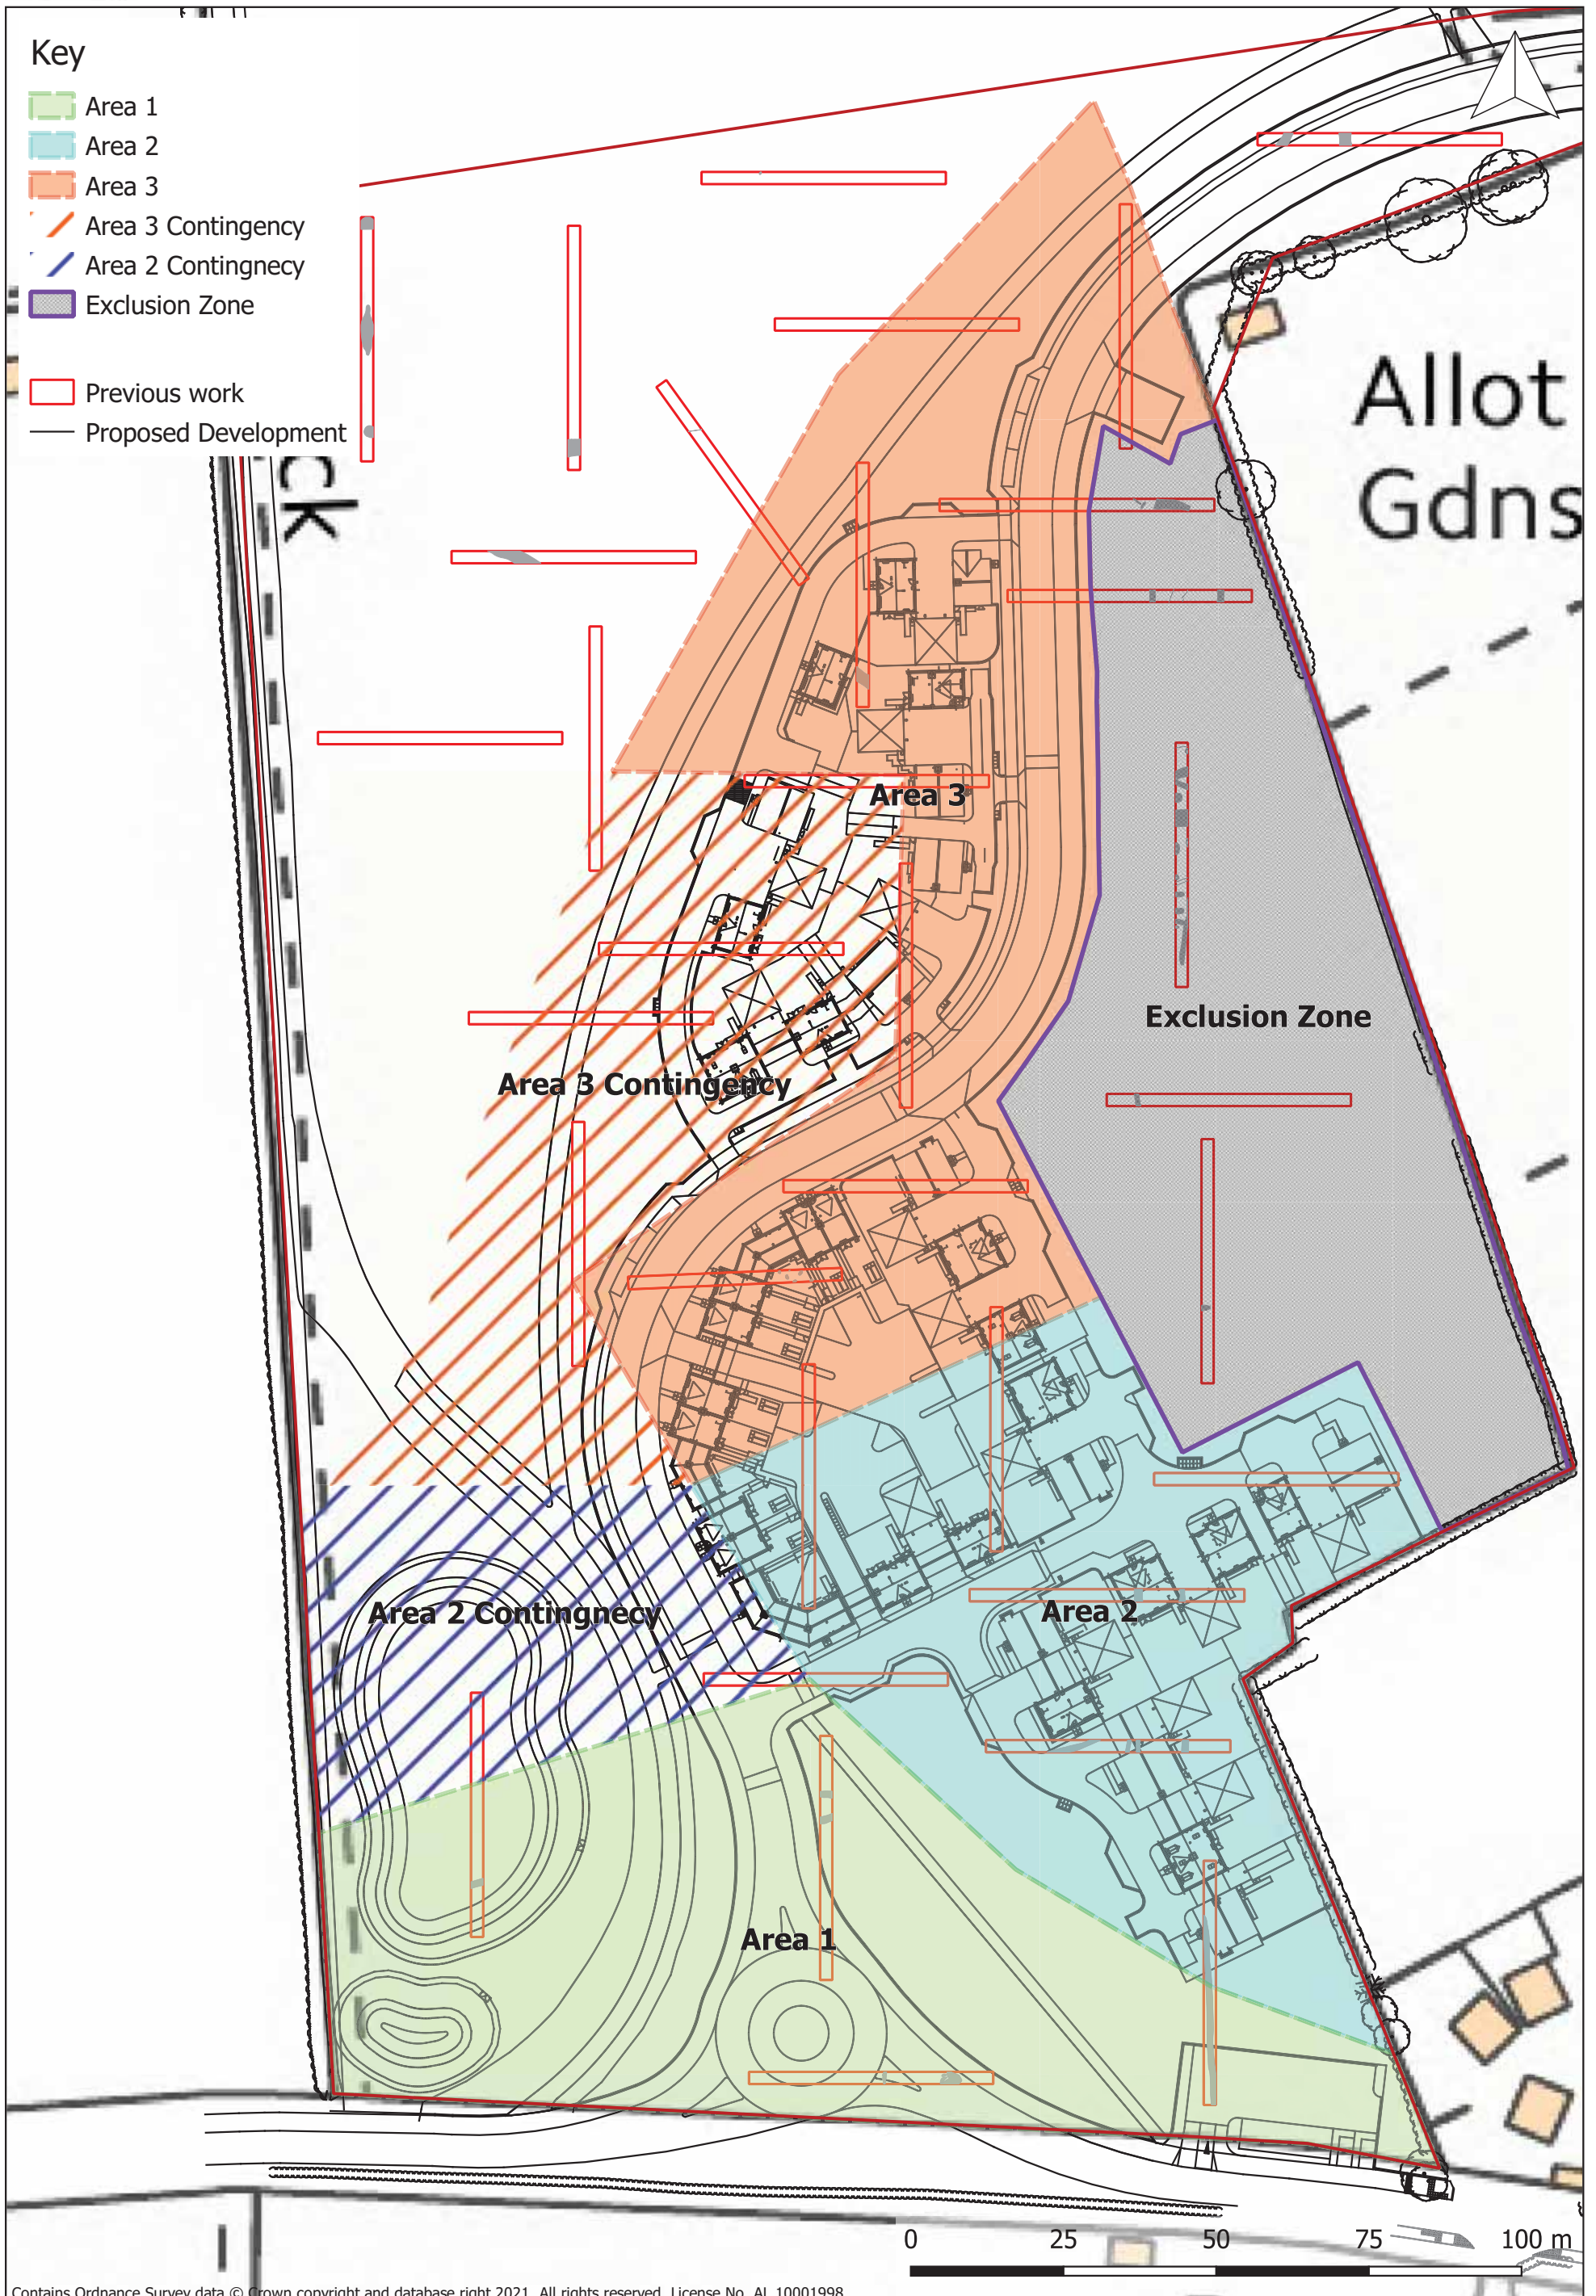 Key
Area 1
Area 2
Area 3
Area 3 Contingency
Area 2 Contingnecy
Exclusion Zone
Previous work
Proposed Development
ck
Allot
Gdns
Area 3
Exclusion Zone
Area 3 Contingency
Area 2 Contingnecy
Area 2
Area 1
0 25 50 75 100 m
Contains Ordnance Survey data © Crown copyright and database right 2021. All rights reserved. License No. AL 10001998